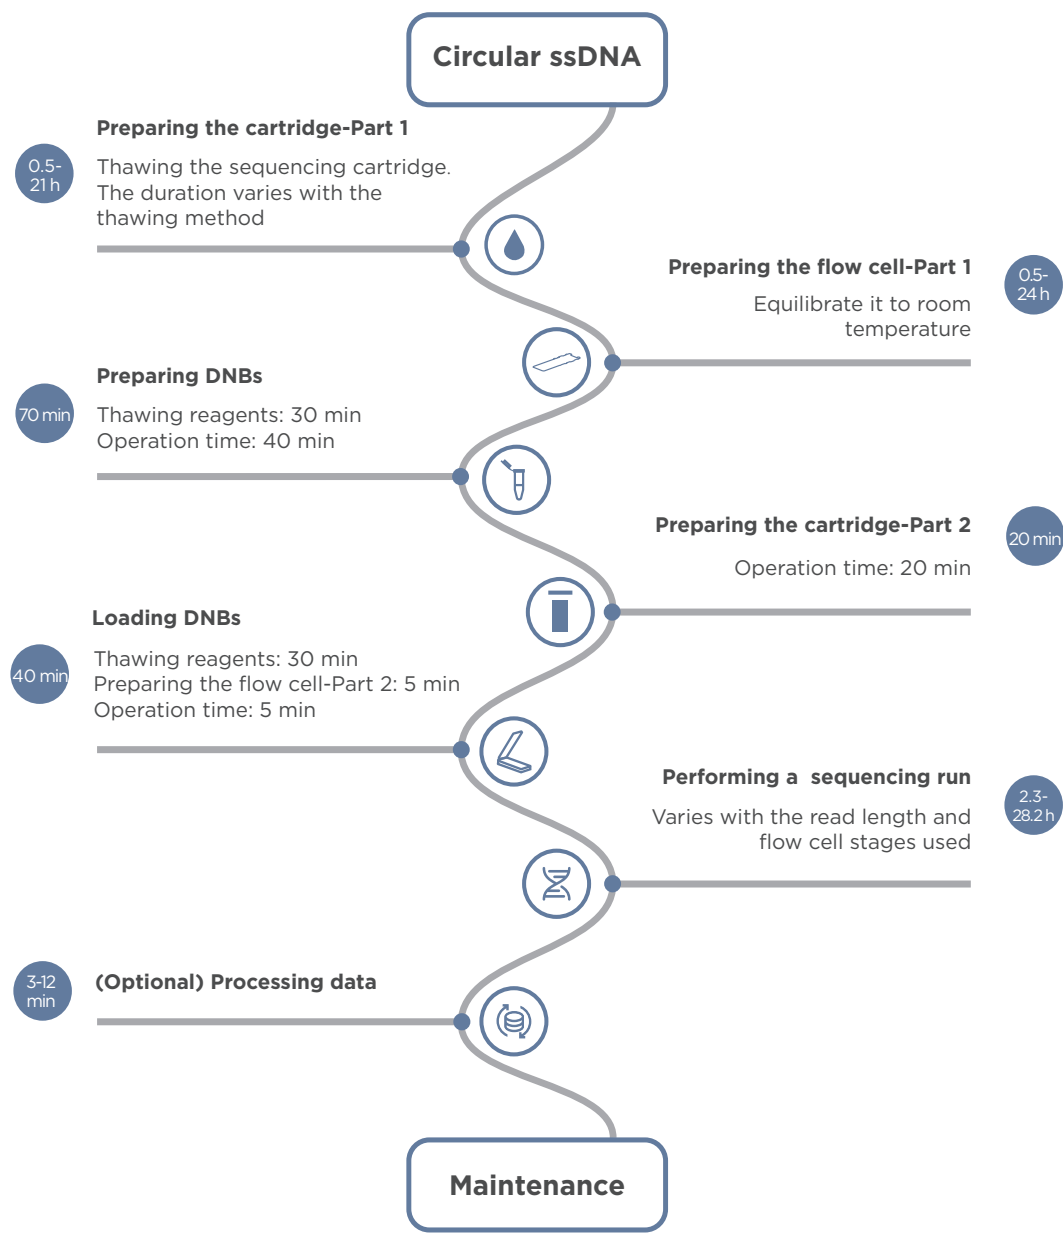 Circular ssDNA
Preparing the cartridge-Part 1
0.5-
21 h
Thawing the sequencing cartridge.
The duration varies with the
thawing method
Preparing the flow cell-Part 1
0.5-
24 h
Equilibrate it to room
temperature
Preparing DNBs
70 min
Thawing reagents: 30 min
Operation time: 40 min
Preparing the cartridge-Part 2
20 min
Operation time: 20 min
Loading DNBs
40 min
Thawing reagents: 30 min
Preparing the flow cell-Part 2: 5 min
Operation time: 5 min
Performing a  sequencing run
2.3-
28.2 h
Varies with the read length and
flow cell stages used
3-12
min
(Optional) Processing data
Maintenance